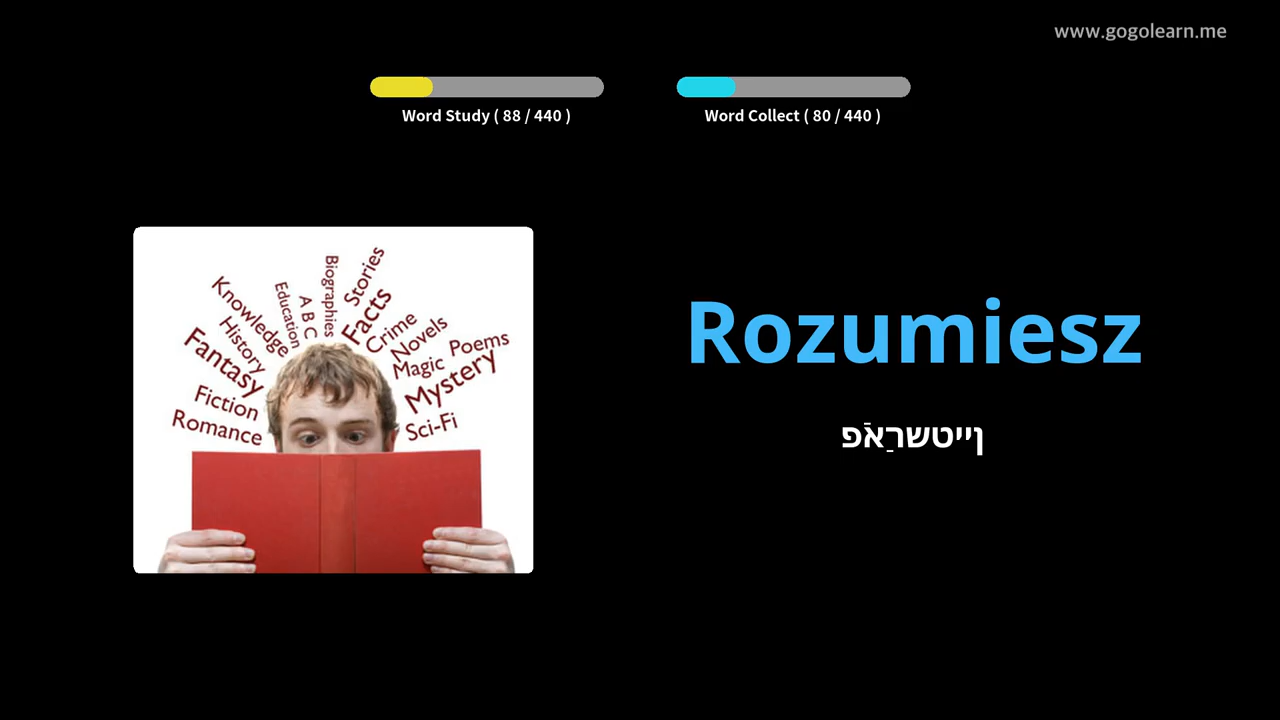 www.gogolearn.me
Word Study ( 88 / 440 )
Word Collect ( 80 / 440 )
Stories
Biographies
Facts
Education
A B C
Knowledge
Crime
Novels
History
Poems
Magic
Fantasy
Mystery
Fiction
Sci-Fi
Romance
Rozumiesz
ןייטשרַאֿפ